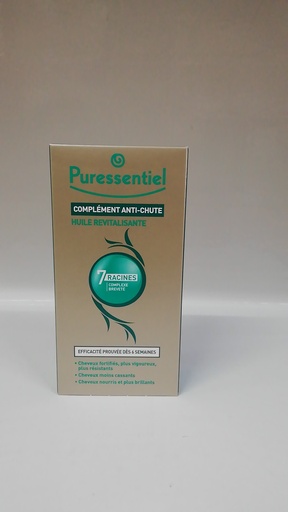 Puressentiel
COMPLÉMENT ANTI-CHUTE
HUILE REVITALISANTE
7 RACINES
COMPLEXE
BREVETÉ
EFFICACITÉ PROUVÉE DÈS 6 SEMAINES
• Cheveux fortifiés, plus vigoureux,
plus résistants
• Cheveux moins cassants
• Cheveux nourris et plus brillants